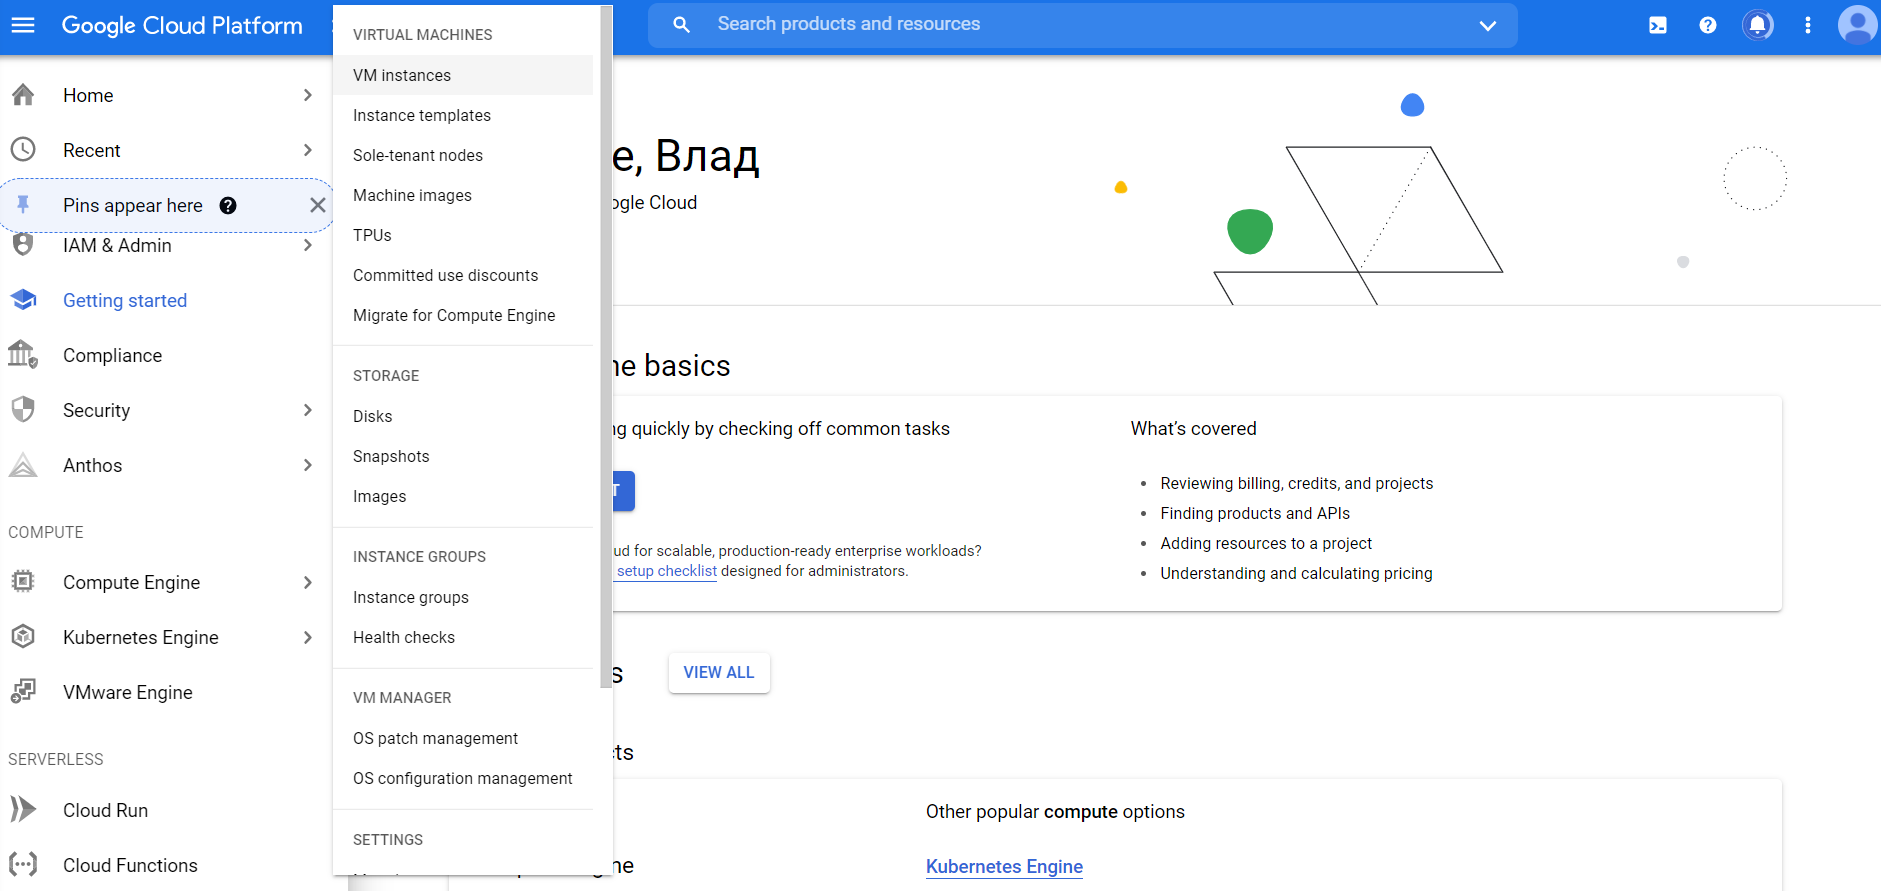 Google Cloud Platform
Search products and resources
Home
Recent
Pins appear here
IAM & Admin
Getting started
Compliance
Security
Anthos
COMPUTE
Compute Engine
Kubernetes Engine
VMware Engine
SERVERLESS
Cloud Run
Cloud Functions
VIRTUAL MACHINES
VM instances
Instance templates
Sole-tenant nodes
Machine images
TPUs
Committed use discounts
Migrate for Compute Engine
STORAGE
Disks
Snapshots
Images
INSTANCE GROUPS
Instance groups
Health checks
VM MANAGER
OS patch management
OS configuration management
SETTINGS
е, Влад
ogle Cloud
ne basics
ng quickly by checking off common tasks
T
ud for scalable, production-ready enterprise workloads?
setup checklist designed for administrators.
What's covered
• Reviewing billing, credits, and projects
• Finding products and APIs
• Adding resources to a project
• Understanding and calculating pricing
s
VIEW ALL
cts
Other popular compute options
ne
Kubernetes Engine